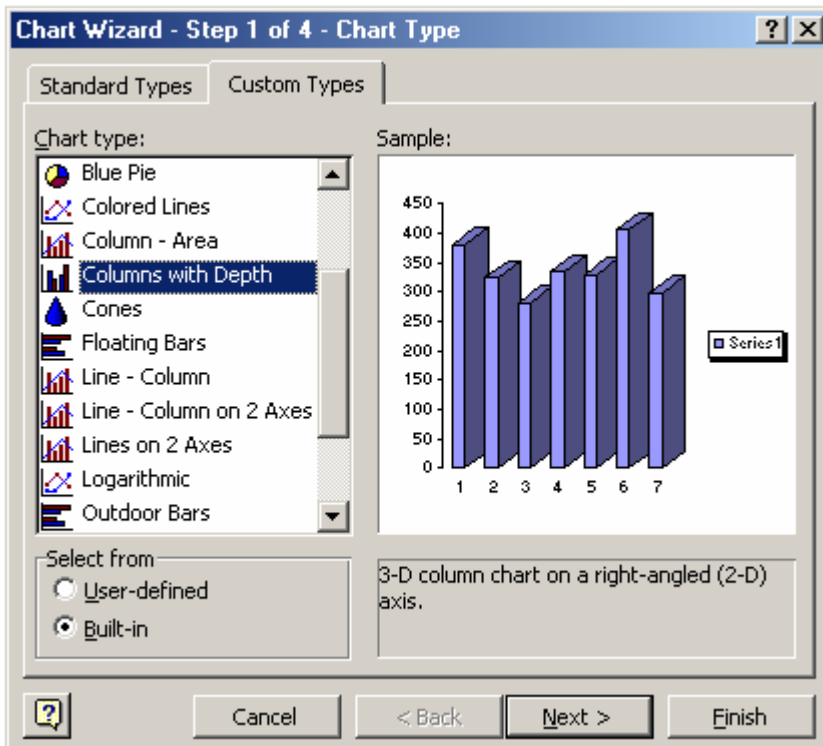 Chart Wizard - Step 1 of 4 - Chart Type
Standard Types
Custom Types
Chart type:
Blue Pie
Colored Lines
Column - Area
Columns with Depth
Cones
Floating Bars
Line - Column
Line - Column on 2 Axes
Lines on 2 Axes
Logarithmic
Outdoor Bars
Select from
User-defined
Built-in
Sample:
450
400
350
300
250
200
150
100
50
0
1 2 3 4 5 6 7
Series1
3-D column chart on a right-angled (2-D)
axis.
Cancel
< Back
Next >
Finish